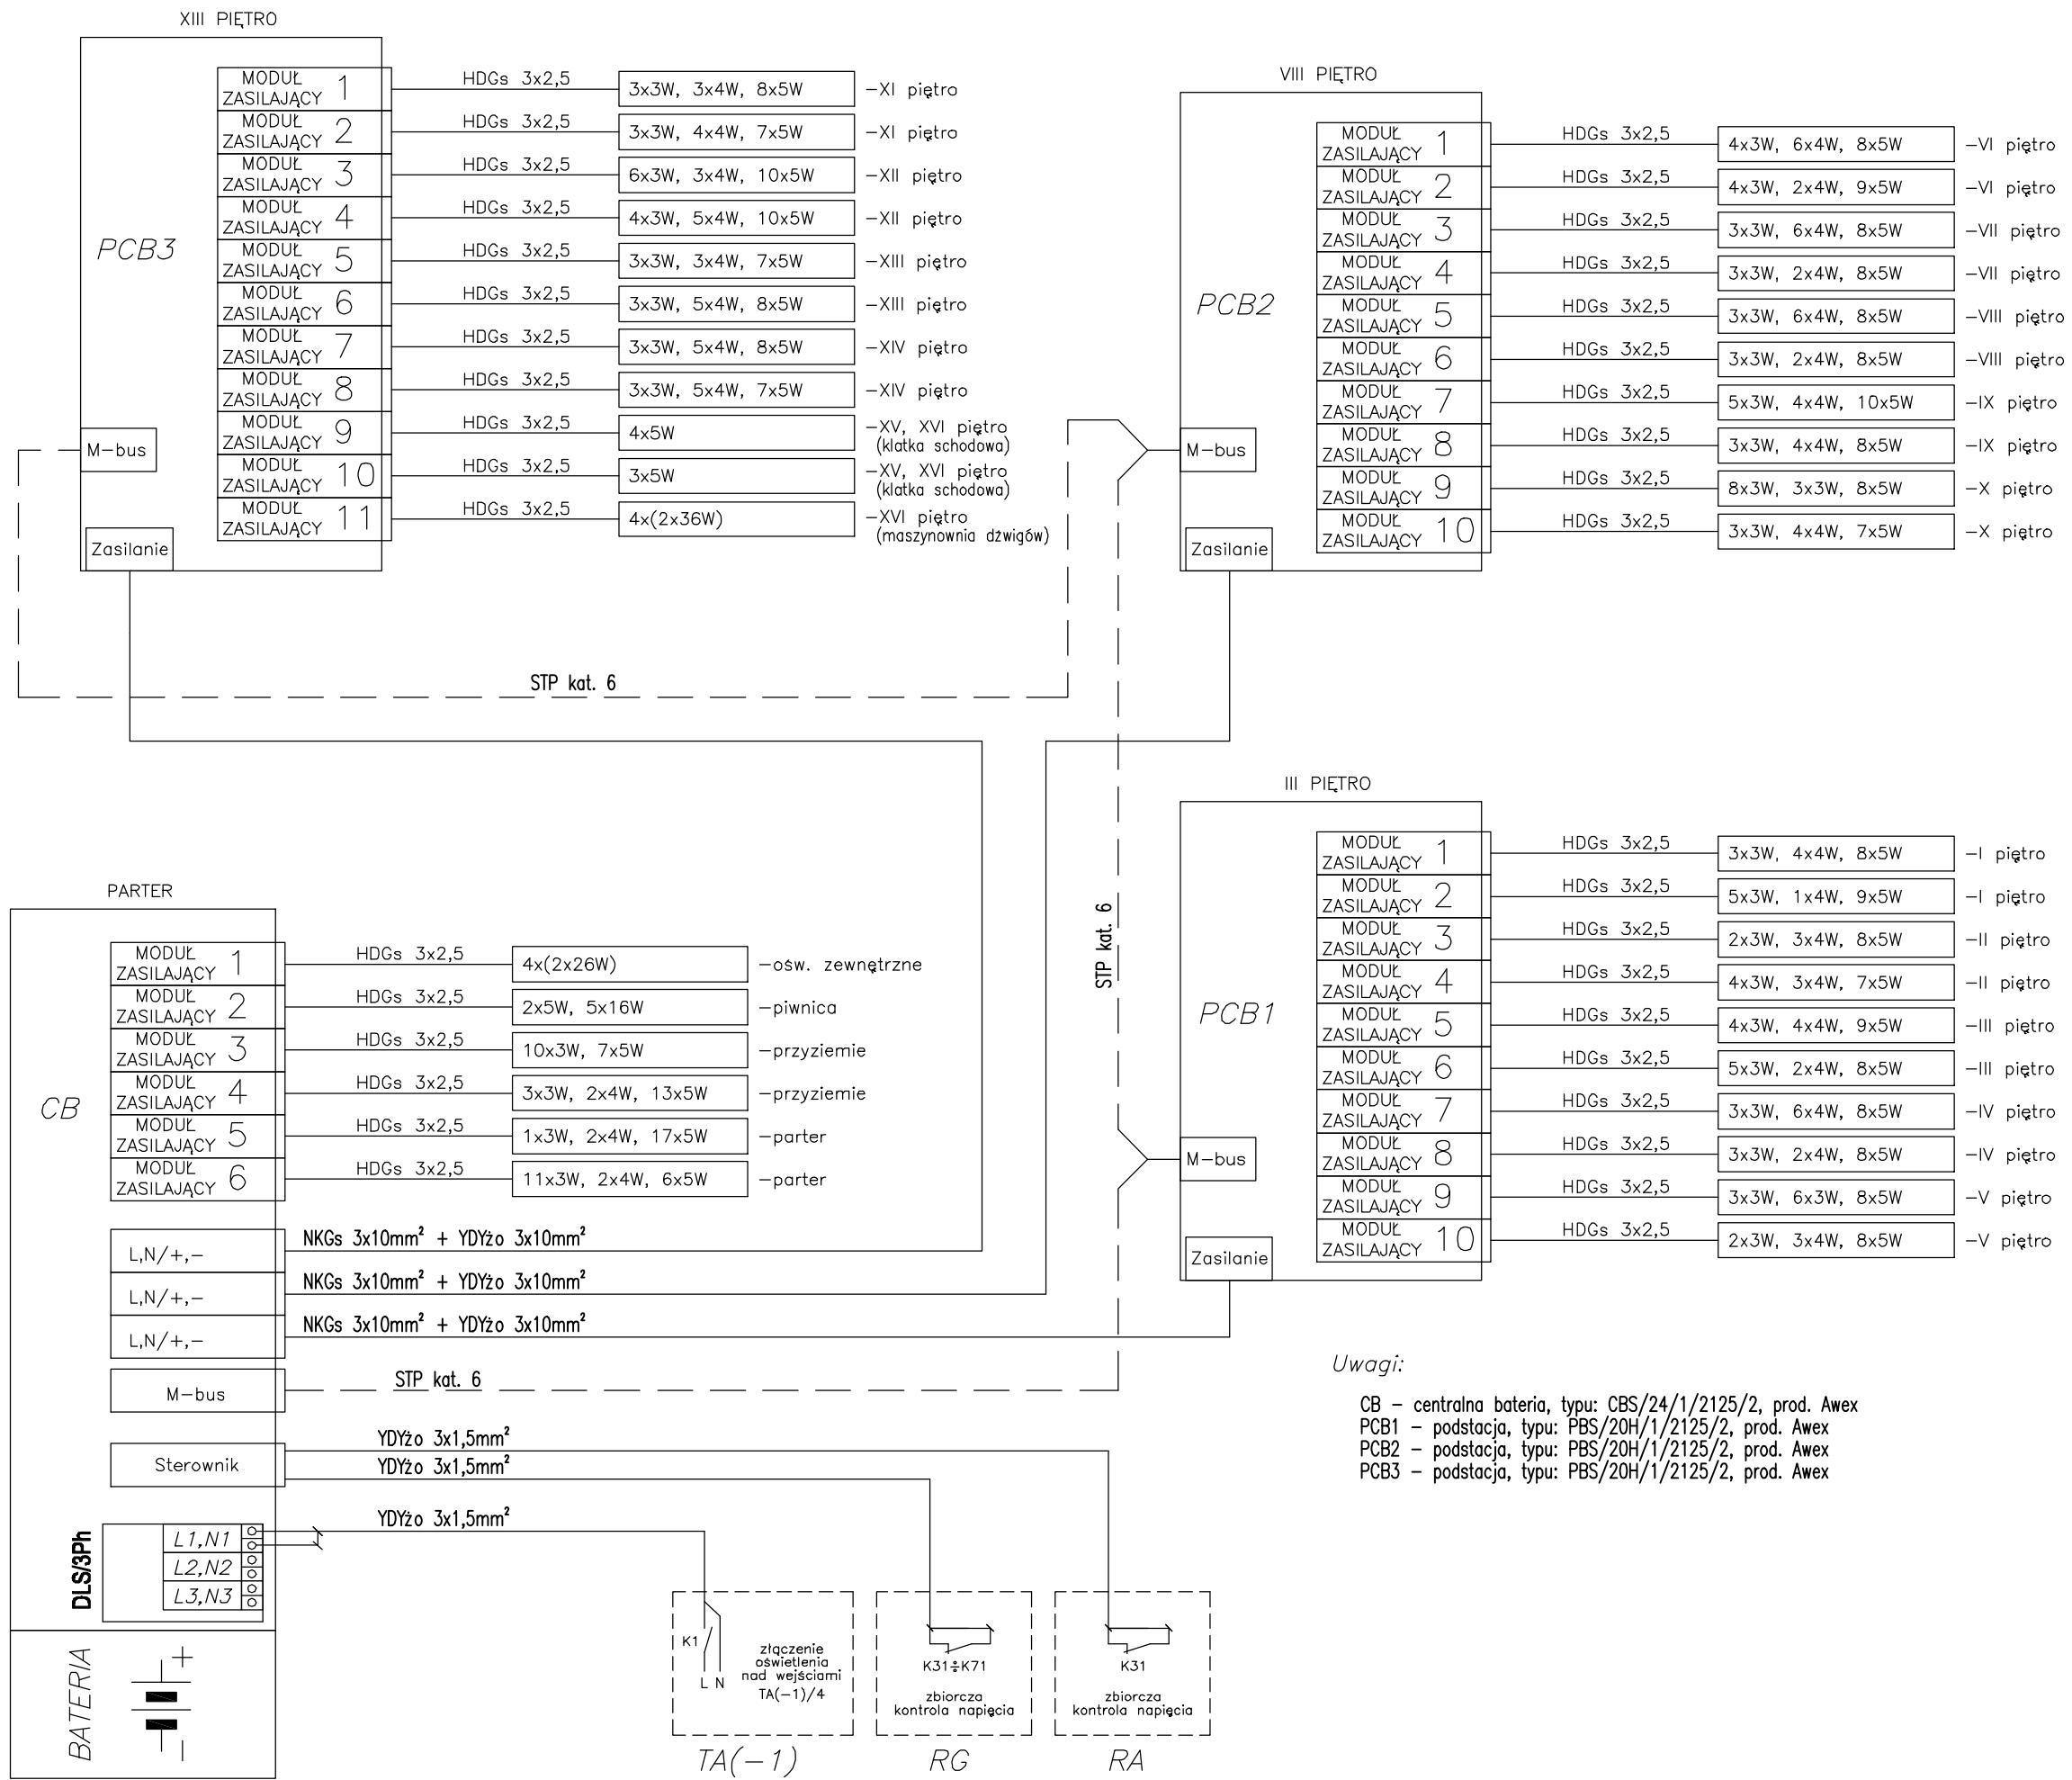 XIII PIĘTRO
PCB3
MODUŁ
ZASILAJĄCY 1
HDGs 3x2,5
3x3W, 3x4W, 8x5W
–XI piętro
MODUŁ
ZASILAJĄCY 2
HDGs 3x2,5
3x3W, 4x4W, 7x5W
–XI piętro
MODUŁ
ZASILAJĄCY 3
HDGs 3x2,5
6x3W, 3x4W, 10x5W
–XII piętro
MODUŁ
ZASILAJĄCY 4
HDGs 3x2,5
4x3W, 5x4W, 10x5W
–XII piętro
MODUŁ
ZASILAJĄCY 5
HDGs 3x2,5
3x3W, 3x4W, 7x5W
–XIII piętro
MODUŁ
ZASILAJĄCY 6
HDGs 3x2,5
3x3W, 5x4W, 8x5W
–XIII piętro
MODUŁ
ZASILAJĄCY 7
HDGs 3x2,5
3x3W, 5x4W, 8x5W
–XIV piętro
MODUŁ
ZASILAJĄCY 8
HDGs 3x2,5
3x3W, 5x4W, 7x5W
–XIV piętro
MODUŁ
ZASILAJĄCY 9
HDGs 3x2,5
4x5W
–XV, XVI piętro
(klatka schodowa)
MODUŁ
ZASILAJĄCY 10
HDGs 3x2,5
3x5W
–XV, XVI piętro
(klatka schodowa)
MODUŁ
ZASILAJĄCY 11
HDGs 3x2,5
4x(2x36W)
–XVI piętro
(maszynownia dźwigów)
M–bus
Zasilanie
STP kat. 6
VIII PIĘTRO
PCB2
MODUŁ
ZASILAJĄCY 1
HDGs 3x2,5
4x3W, 6x4W, 8x5W
–VI piętro
MODUŁ
ZASILAJĄCY 2
HDGs 3x2,5
4x3W, 2x4W, 9x5W
–VI piętro
MODUŁ
ZASILAJĄCY 3
HDGs 3x2,5
3x3W, 6x4W, 8x5W
–VII piętro
MODUŁ
ZASILAJĄCY 4
HDGs 3x2,5
3x3W, 2x4W, 8x5W
–VII piętro
MODUŁ
ZASILAJĄCY 5
HDGs 3x2,5
3x3W, 6x4W, 8x5W
–VIII piętro
MODUŁ
ZASILAJĄCY 6
HDGs 3x2,5
3x3W, 2x4W, 8x5W
–VIII piętro
MODUŁ
ZASILAJĄCY 7
HDGs 3x2,5
5x3W, 4x4W, 10x5W
–IX piętro
MODUŁ
ZASILAJĄCY 8
HDGs 3x2,5
3x3W, 4x4W, 8x5W
–IX piętro
MODUŁ
ZASILAJĄCY 9
HDGs 3x2,5
8x3W, 3x3W, 8x5W
–X piętro
MODUŁ
ZASILAJĄCY 10
HDGs 3x2,5
3x3W, 4x4W, 7x5W
–X piętro
M–bus
Zasilanie
STP kat. 6
III PIĘTRO
PCB1
MODUŁ
ZASILAJĄCY 1
HDGs 3x2,5
3x3W, 4x4W, 8x5W
–I piętro
MODUŁ
ZASILAJĄCY 2
HDGs 3x2,5
5x3W, 1x4W, 9x5W
–I piętro
MODUŁ
ZASILAJĄCY 3
HDGs 3x2,5
2x3W, 3x4W, 8x5W
–II piętro
MODUŁ
ZASILAJĄCY 4
HDGs 3x2,5
4x3W, 3x4W, 7x5W
–II piętro
MODUŁ
ZASILAJĄCY 5
HDGs 3x2,5
4x3W, 4x4W, 9x5W
–III piętro
MODUŁ
ZASILAJĄCY 6
HDGs 3x2,5
5x3W, 2x4W, 8x5W
–III piętro
MODUŁ
ZASILAJĄCY 7
HDGs 3x2,5
3x3W, 6x4W, 8x5W
–IV piętro
MODUŁ
ZASILAJĄCY 8
HDGs 3x2,5
3x3W, 2x4W, 8x5W
–IV piętro
MODUŁ
ZASILAJĄCY 9
HDGs 3x2,5
3x3W, 6x3W, 8x5W
–V piętro
MODUŁ
ZASILAJĄCY 10
HDGs 3x2,5
2x3W, 3x4W, 8x5W
–V piętro
M–bus
Zasilanie
PARTER
CB
MODUŁ
ZASILAJĄCY 1
HDGs 3x2,5
4x(2x26W)
–ośw. zewnętrzne
MODUŁ
ZASILAJĄCY 2
HDGs 3x2,5
2x5W, 5x16W
–piwnica
MODUŁ
ZASILAJĄCY 3
HDGs 3x2,5
10x3W, 7x5W
–przyziemie
MODUŁ
ZASILAJĄCY 4
HDGs 3x2,5
3x3W, 2x4W, 13x5W
–przyziemie
MODUŁ
ZASILAJĄCY 5
HDGs 3x2,5
1x3W, 2x4W, 17x5W
–parter
MODUŁ
ZASILAJĄCY 6
HDGs 3x2,5
11x3W, 2x4W, 6x5W
–parter
L,N/+,–
NKGs 3x10mm² + YDYżo 3x10mm²
L,N/+,–
NKGs 3x10mm² + YDYżo 3x10mm²
L,N/+,–
NKGs 3x10mm² + YDYżo 3x10mm²
M–bus
STP kat. 6
Sterownik
YDYżo 3x1,5mm²
YDYżo 3x1,5mm²
YDYżo 3x1,5mm²
DLS/3Ph
L1,N1
L2,N2
L3,N3
BATERIA
+
–
K1
L N
złączenie
oświetlenia
nad wejściami
TA(–1)/4
TA(–1)
K31÷K71
zbiorcza
kontrola napięcia
RG
K31
zbiorcza
kontrola napięcia
RA
Uwagi:
CB – centralna bateria, typu: CBS/24/1/2125/2, prod. Awex
PCB1 – podstacja, typu: PBS/20H/1/2125/2, prod. Awex
PCB2 – podstacja, typu: PBS/20H/1/2125/2, prod. Awex
PCB3 – podstacja, typu: PBS/20H/1/2125/2, prod. Awex